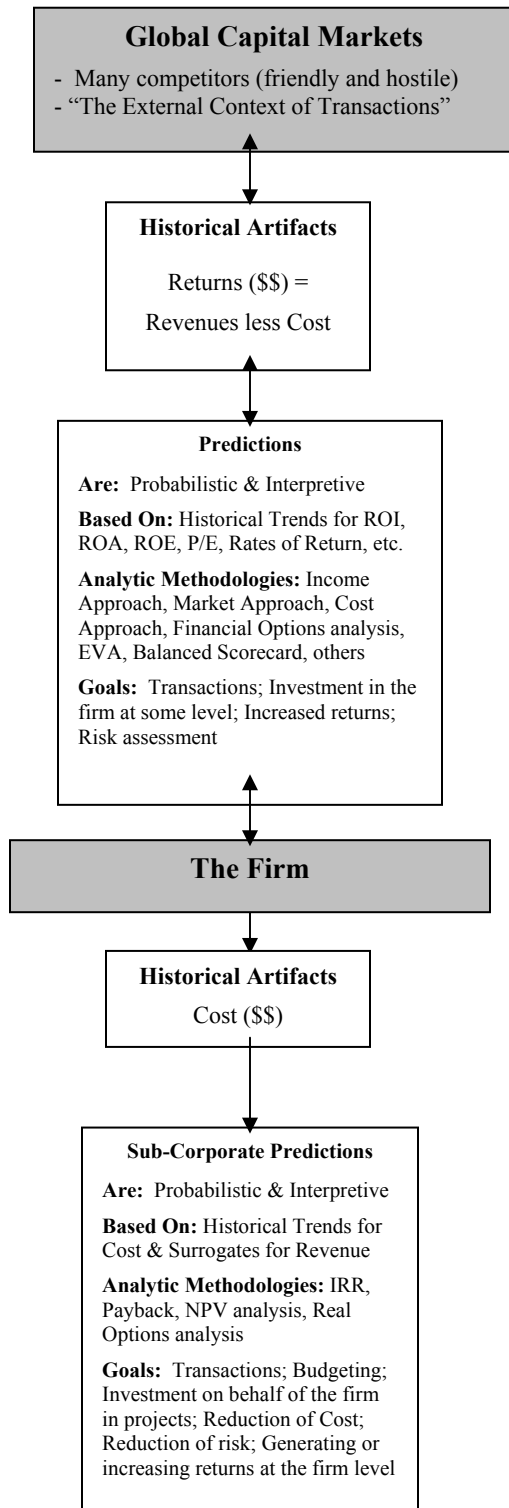 Global Capital Markets
- Many competitors (friendly and hostile)
- “The External Context of Transactions”
Historical Artifacts
Returns ($$) =
Revenues less Cost
Predictions
Are: Probabilistic & Interpretive
Based On: Historical Trends for ROI,
ROA, ROE, P/E, Rates of Return, etc.
Analytic Methodologies: Income
Approach, Market Approach, Cost
Approach, Financial Options analysis,
EVA, Balanced Scorecard, others
Goals: Transactions; Investment in the
firm at some level; Increased returns;
Risk assessment
The Firm
Historical Artifacts
Cost ($$)
Sub-Corporate Predictions
Are: Probabilistic & Interpretive
Based On: Historical Trends for
Cost & Surrogates for Revenue
Analytic Methodologies: IRR,
Payback, NPV analysis, Real
Options analysis
Goals: Transactions; Budgeting;
Investment on behalf of the firm
in projects; Reduction of Cost;
Reduction of risk; Generating or
increasing returns at the firm level